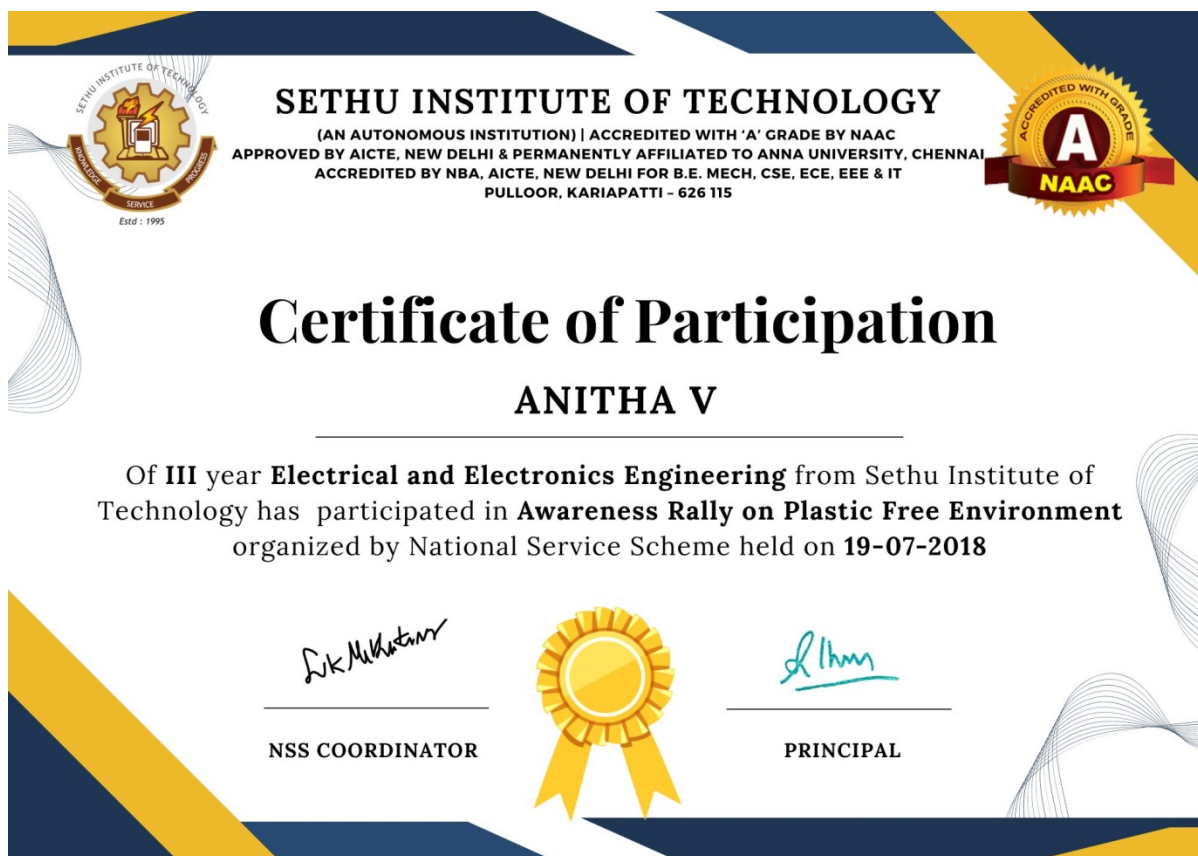 SETHU INSTITUTE OF TECHNOLOGY
KNOWLEDGE
SERVICE
PROGRESS
Estd : 1995
SETHU INSTITUTE OF TECHNOLOGY
(AN AUTONOMOUS INSTITUTION) | ACCREDITED WITH ‘A’ GRADE BY NAAC
APPROVED BY AICTE, NEW DELHI & PERMANENTLY AFFILIATED TO ANNA UNIVERSITY, CHENNAI
ACCREDITED BY NBA, AICTE, NEW DELHI FOR B.E. MECH, CSE, ECE, EEE & IT
PULLOOR, KARIAPATTI – 626 115
ACCREDITED WITH GRADE
A
NAAC
Certificate of Participation
ANITHA V
Of III year Electrical and Electronics Engineering from Sethu Institute of
Technology has participated in Awareness Rally on Plastic Free Environment
organized by National Service Scheme held on 19-07-2018
NSS COORDINATOR
PRINCIPAL